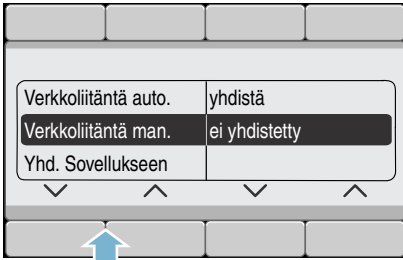 Verkkoliitäntä auto. yhdistä
Verkkoliitäntä man. ei yhdistetty
Yhd. Sovellukseen